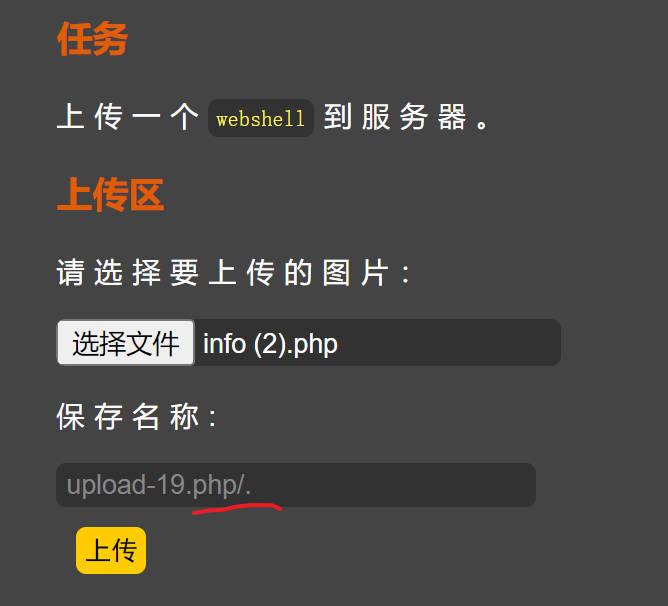 任务
上传一个 webshell 到服务器。
上传区
请选择要上传的图片:
选择文件 info (2).php
保存名称:
upload-19.php/.
上传